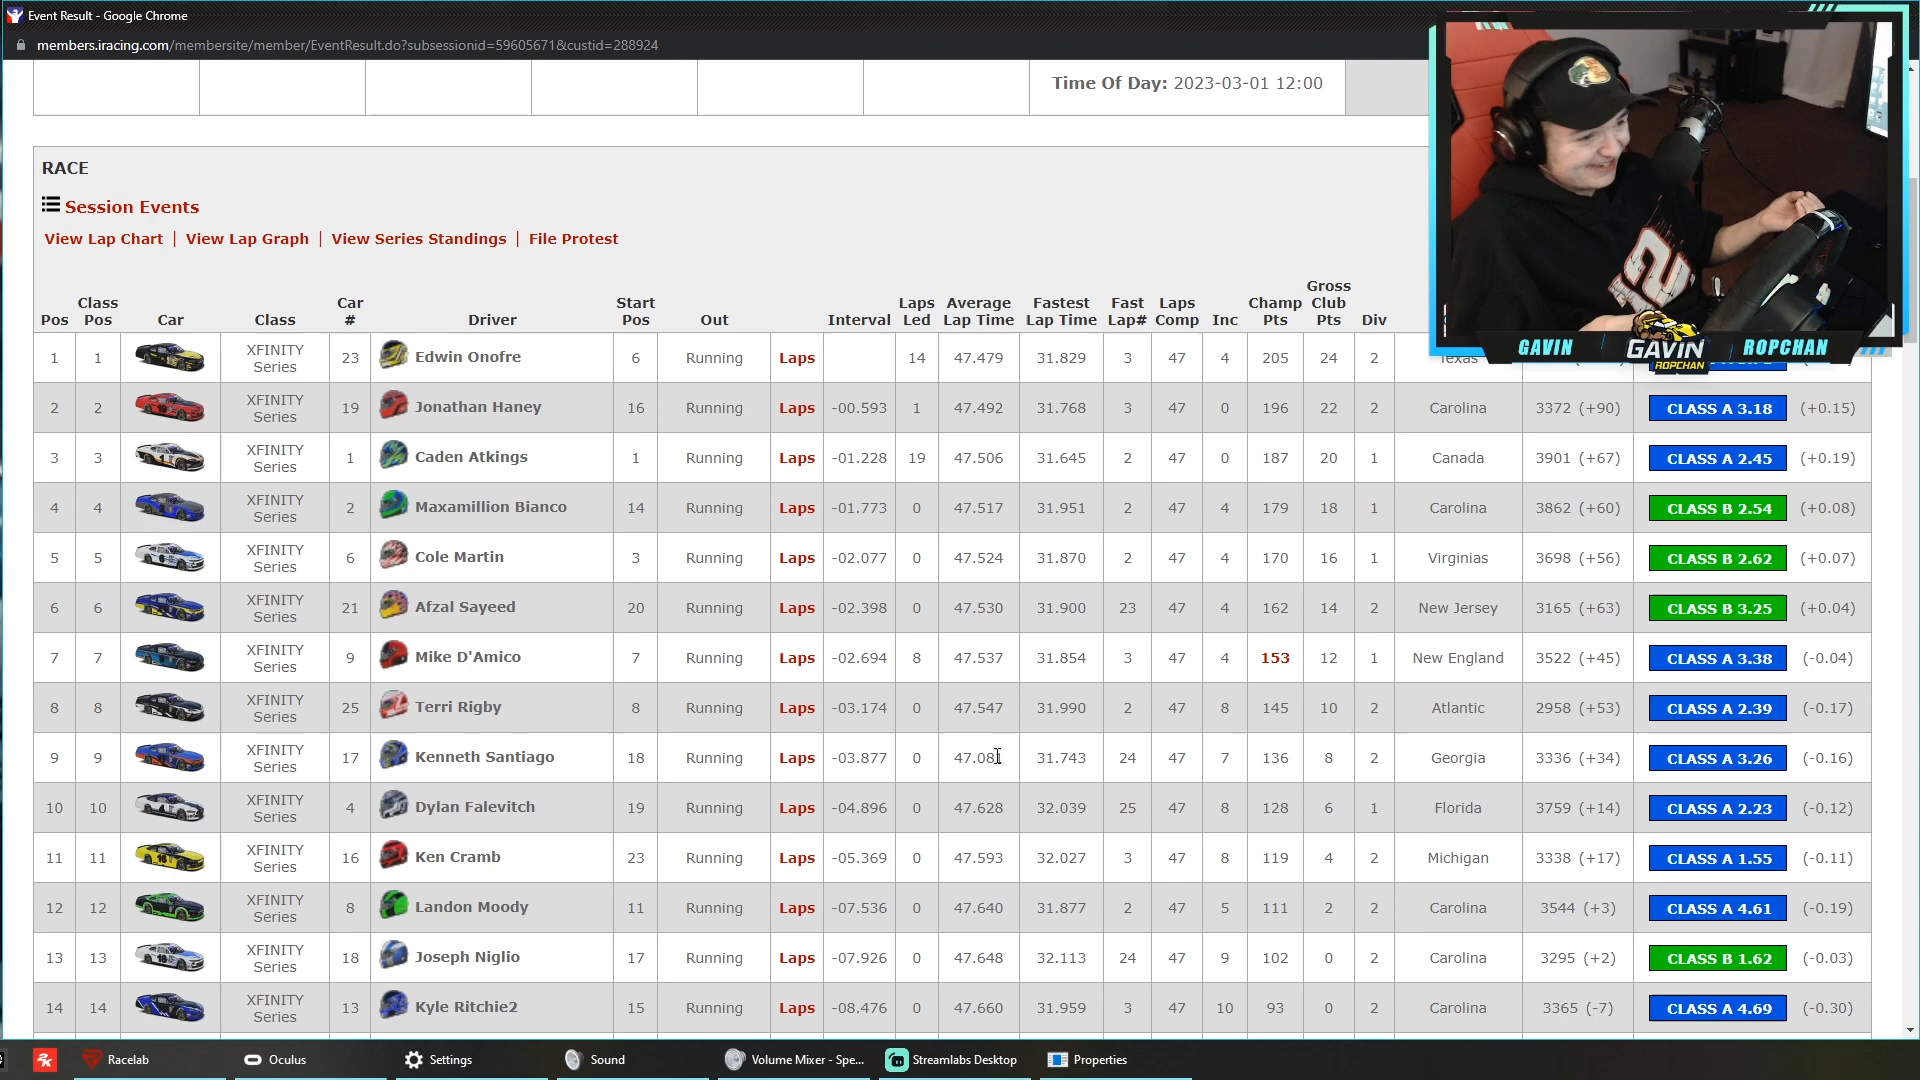 Event Result - Google Chrome
members.iracing.com/membersite/member/EventResult.do?subsessionid=59605671&custid=288924
Time Of Day: 2023-03-01 12:00
RACE
Session Events
View Lap Chart | View Lap Graph | View Series Standings | File Protest
Pos Class Pos Car Class Car # Driver Start Pos Out Interval Laps Led Average Lap Time Fastest Lap Time Fast Lap# Laps Comp Inc Champ Pts Gross Club Pts Div
1 1 XFINITY Series 23 Edwin Onofre 6 Running Laps 14 47.479 31.829 3 47 4 205 24 2 Texas
2 2 XFINITY Series 19 Jonathan Haney 16 Running Laps -00.593 1 47.492 31.768 3 47 0 196 22 2 Carolina 3372 (+90) CLASS A 3.18 (+0.15)
3 3 XFINITY Series 1 Caden Atkings 1 Running Laps -01.228 19 47.506 31.645 2 47 0 187 20 1 Canada 3901 (+67) CLASS A 2.45 (+0.19)
4 4 XFINITY Series 2 Maxamillion Bianco 14 Running Laps -01.773 0 47.517 31.951 2 47 4 179 18 1 Carolina 3862 (+60) CLASS B 2.54 (+0.08)
5 5 XFINITY Series 6 Cole Martin 3 Running Laps -02.077 0 47.524 31.870 2 47 4 170 16 1 Virginias 3698 (+56) CLASS B 2.62 (+0.07)
6 6 XFINITY Series 21 Afzal Sayeed 20 Running Laps -02.398 0 47.530 31.900 23 47 4 162 14 2 New Jersey 3165 (+63) CLASS B 3.25 (+0.04)
7 7 XFINITY Series 9 Mike D'Amico 7 Running Laps -02.694 8 47.537 31.854 3 47 4 153 12 1 New England 3522 (+45) CLASS A 3.38 (-0.04)
8 8 XFINITY Series 25 Terri Rigby 8 Running Laps -03.174 0 47.547 31.990 2 47 8 145 10 2 Atlantic 2958 (+53) CLASS A 2.39 (-0.17)
9 9 XFINITY Series 17 Kenneth Santiago 18 Running Laps -03.877 0 47.081 31.743 24 47 7 136 8 2 Georgia 3336 (+34) CLASS A 3.26 (-0.16)
10 10 XFINITY Series 4 Dylan Falevitch 19 Running Laps -04.896 0 47.628 32.039 25 47 8 128 6 1 Florida 3759 (+14) CLASS A 2.23 (-0.12)
11 11 XFINITY Series 16 Ken Cramb 23 Running Laps -05.369 0 47.593 32.027 3 47 8 119 4 2 Michigan 3338 (+17) CLASS A 1.55 (-0.11)
12 12 XFINITY Series 8 Landon Moody 11 Running Laps -07.536 0 47.640 31.877 2 47 5 111 2 2 Carolina 3544 (+3) CLASS A 4.61 (-0.19)
13 13 XFINITY Series 18 Joseph Niglio 17 Running Laps -07.926 0 47.648 32.113 24 47 9 102 0 2 Carolina 3295 (+2) CLASS B 1.62 (-0.03)
14 14 XFINITY Series 13 Kyle Ritchie2 15 Running Laps -08.476 0 47.660 31.959 3 47 10 93 0 2 Carolina 3365 (-7) CLASS A 4.69 (-0.30)
GAVIN GAVIN ROPCHAN ROPCHAN
2K Racelab Oculus Settings Sound Volume Mixer - Spe... Streamlabs Desktop Properties